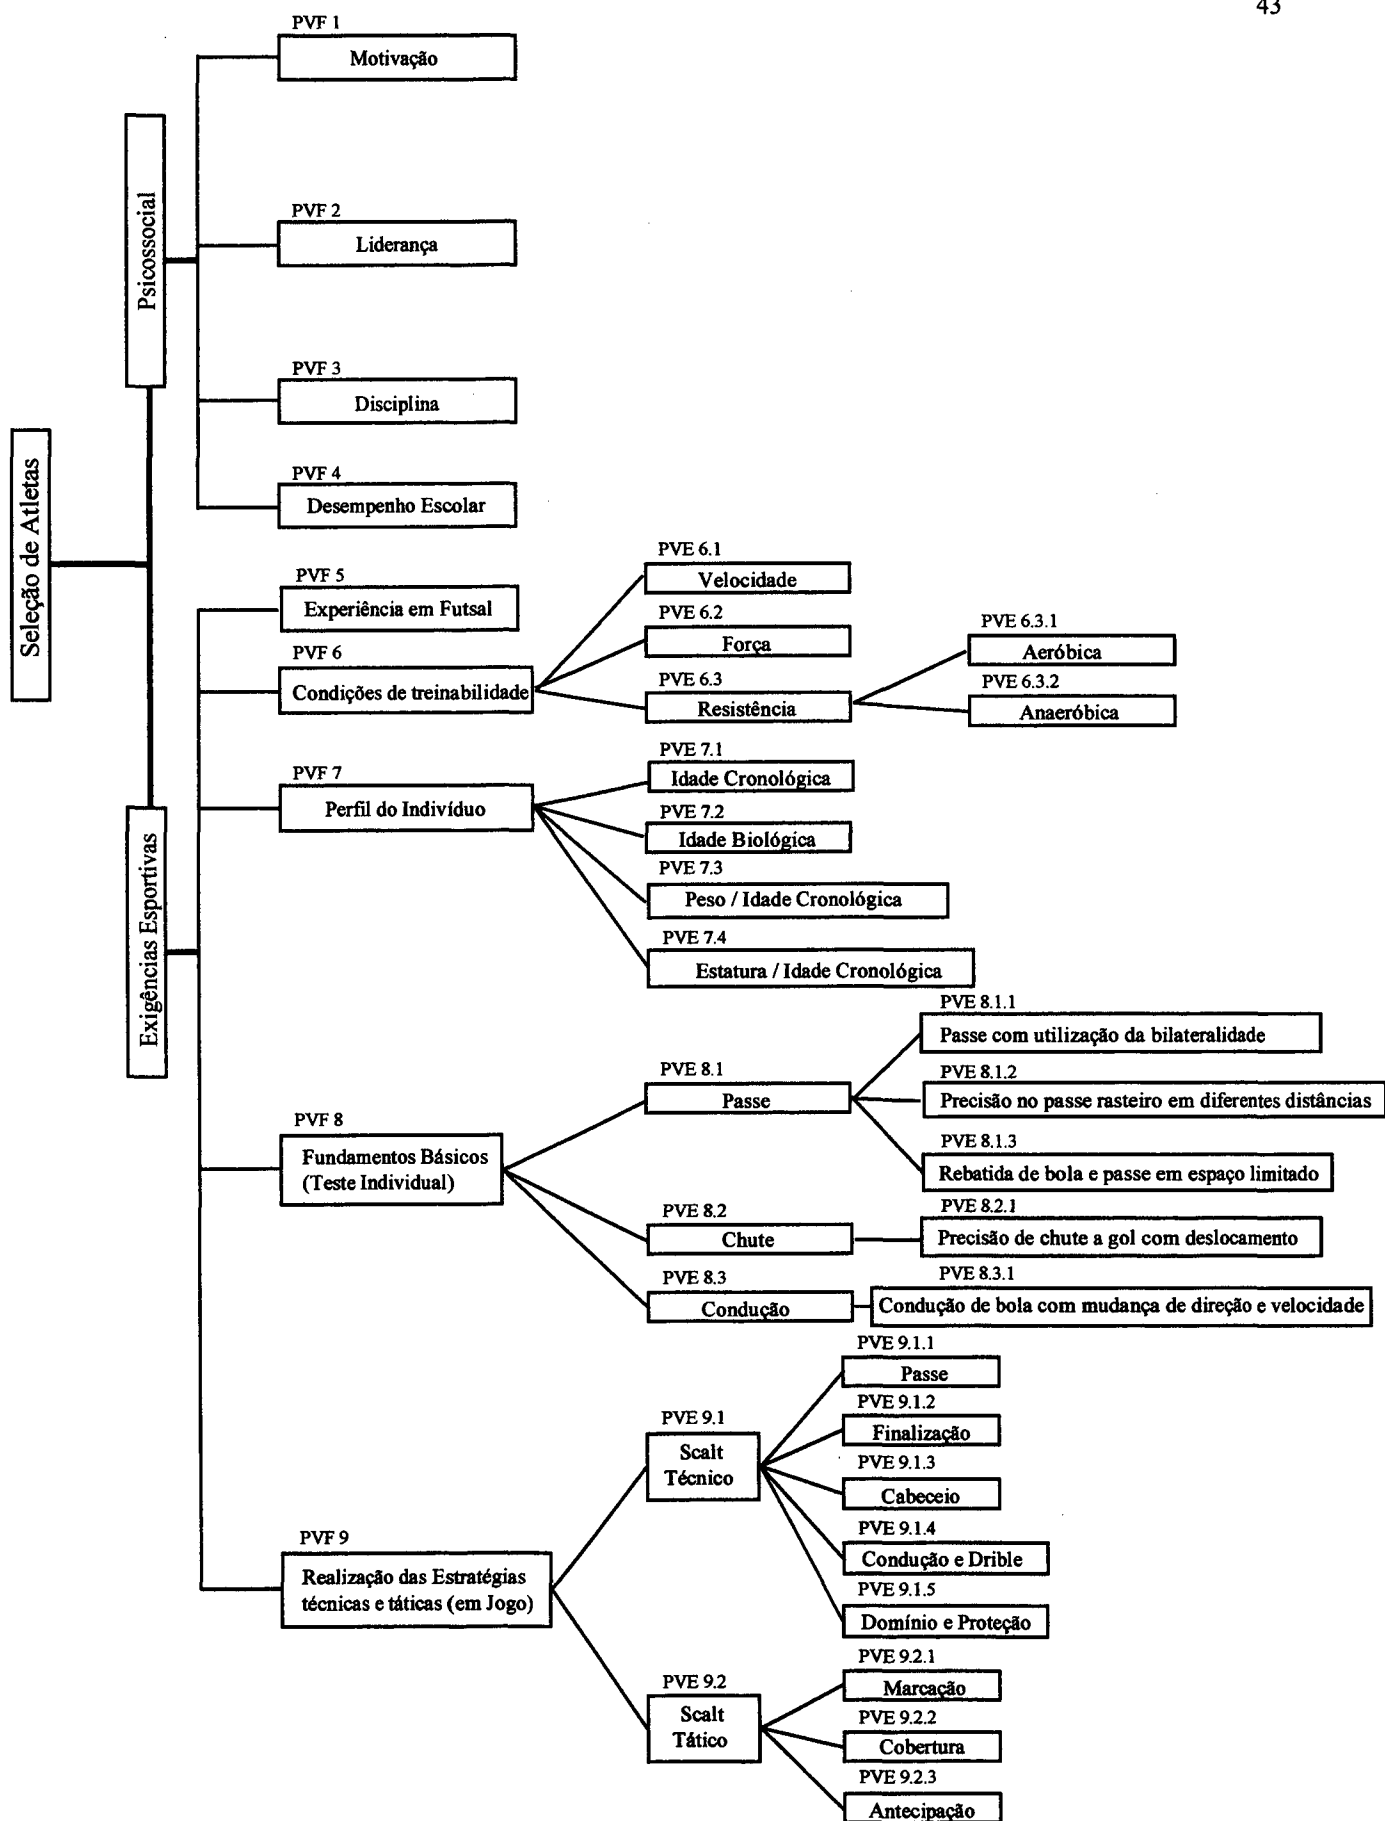 43
Seleção de Atletas
Psicossocial
PVF 1
Motivação
PVF 2
Liderança
PVF 3
Disciplina
PVF 4
Desempenho Escolar
Exigências Esportivas
PVF 5
Experiência em Futsal
PVF 6
Condições de treinabilidade
PVE 6.1
Velocidade
PVE 6.2
Força
PVE 6.3
Resistência
PVE 6.3.1
Aeróbica
PVE 6.3.2
Anaeróbica
PVF 7
Perfil do Indivíduo
PVE 7.1
Idade Cronológica
PVE 7.2
Idade Biológica
PVE 7.3
Peso / Idade Cronológica
PVE 7.4
Estatura / Idade Cronológica
PVF 8
Fundamentos Básicos
(Teste Individual)
PVE 8.1
Passe
PVE 8.1.1
Passe com utilização da bilateralidade
PVE 8.1.2
Precisão no passe rasteiro em diferentes distâncias
PVE 8.1.3
Rebatida de bola e passe em espaço limitado
PVE 8.2
Chute
PVE 8.2.1
Precisão de chute a gol com deslocamento
PVE 8.3
Condução
PVE 8.3.1
Condução de bola com mudança de direção e velocidade
PVF 9
Realização das Estratégias
técnicas e táticas (em Jogo)
PVE 9.1
Scalt
Técnico
PVE 9.1.1
Passe
PVE 9.1.2
Finalização
PVE 9.1.3
Cabeceio
PVE 9.1.4
Condução e Drible
PVE 9.1.5
Domínio e Proteção
PVE 9.2
Scalt
Tático
PVE 9.2.1
Marcação
PVE 9.2.2
Cobertura
PVE 9.2.3
Antecipação